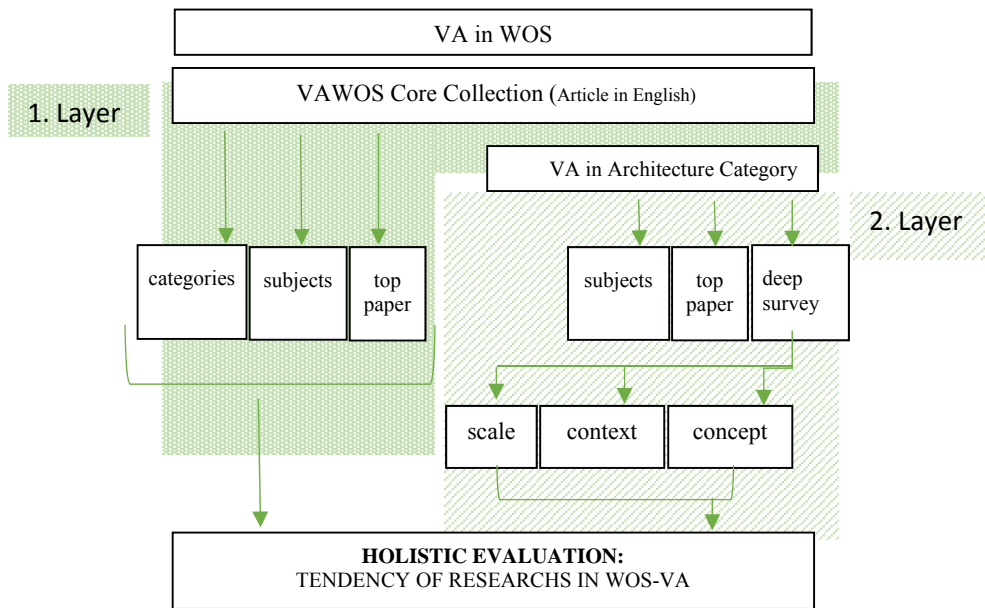 VA in WOS
VAWOS Core Collection (Article in English)
1. Layer
VA in Architecture Category
2. Layer
categories
subjects
top
paper
subjects
top
paper
deep
survey
scale
context
concept
HOLISTIC EVALUATION:
TENDENCY OF RESEARCHS IN WOS-VA